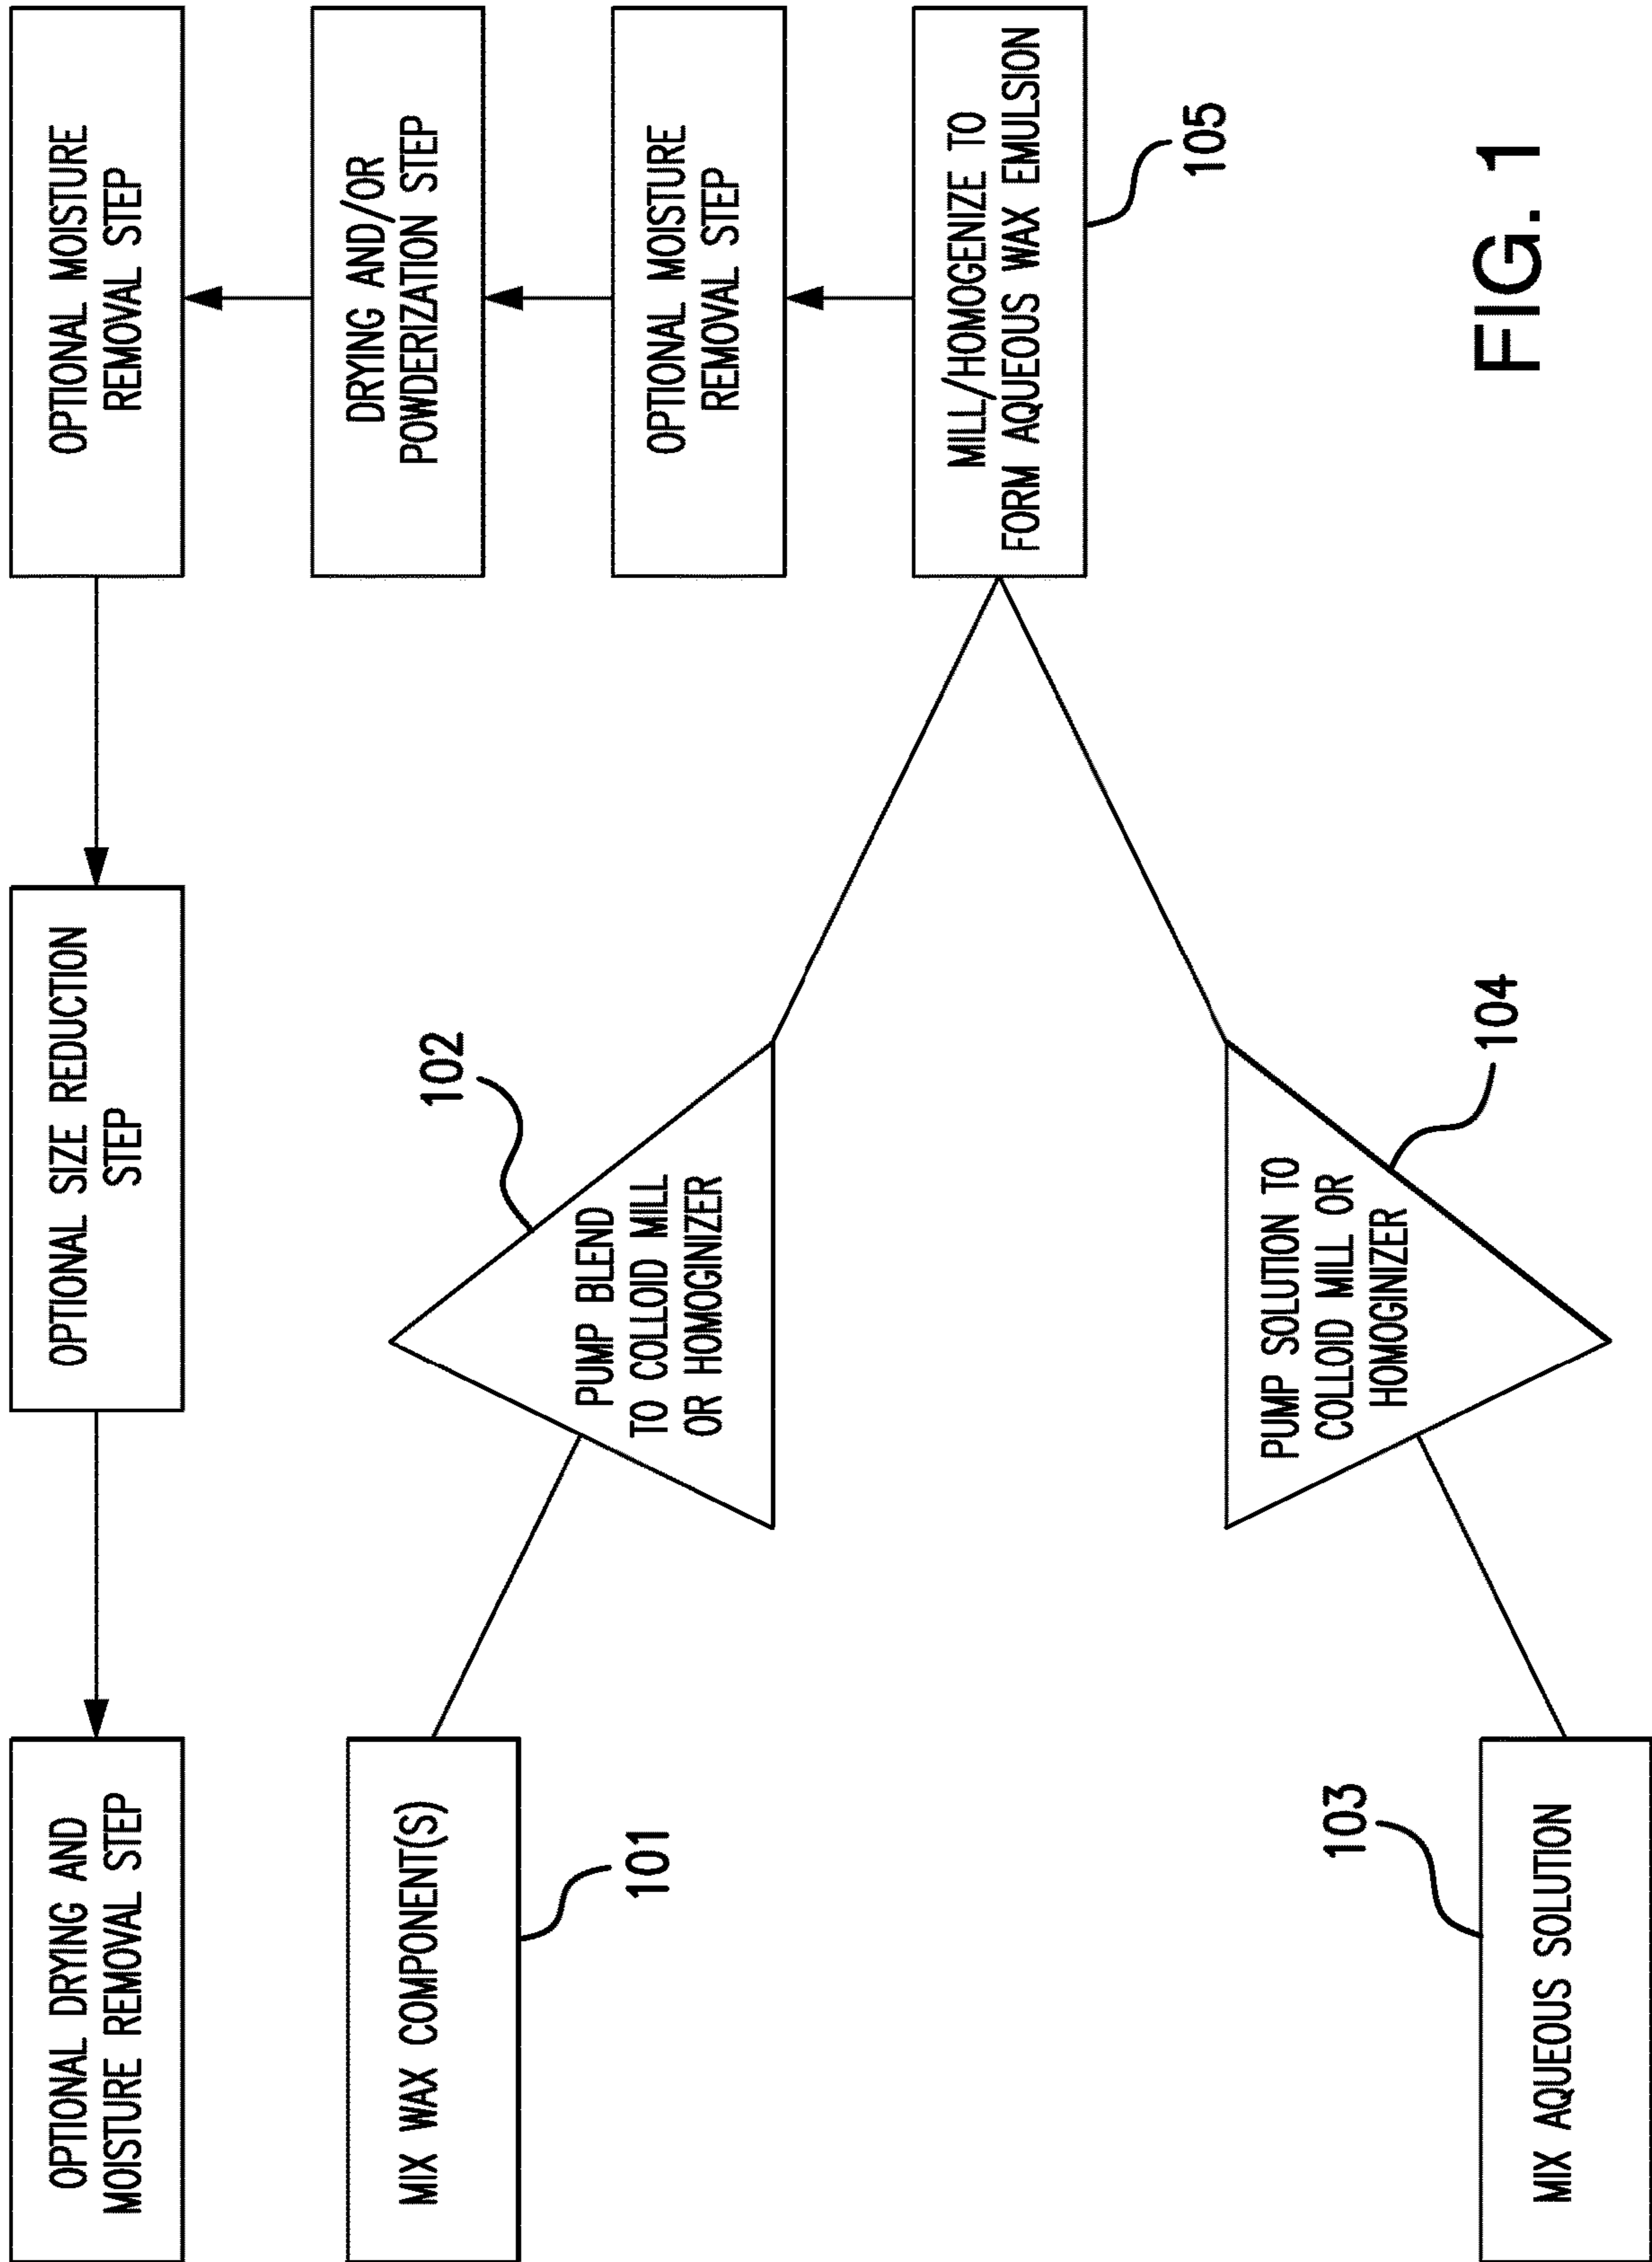 OPTIONAL DRYING AND
MOISTURE REMOVAL STEP
OPTIONAL SIZE REDUCTION
STEP
OPTIONAL MOISTURE
REMOVAL STEP
DRYING AND/OR
POWDERIZATION STEP
OPTIONAL MOISTURE
REMOVAL STEP
MILL/HOMOGENIZE TO
FORM AQUEOUS WAX EMULSION
105
MIX WAX COMPONENT(S)
101
PUMP BLEND
TO COLLOID MILL
OR HOMOGINIZER
102
MIX AQUEOUS SOLUTION
103
PUMP SOLUTION TO
COLLOID MILL OR
HOMOGINIZER
104
FIG. 1